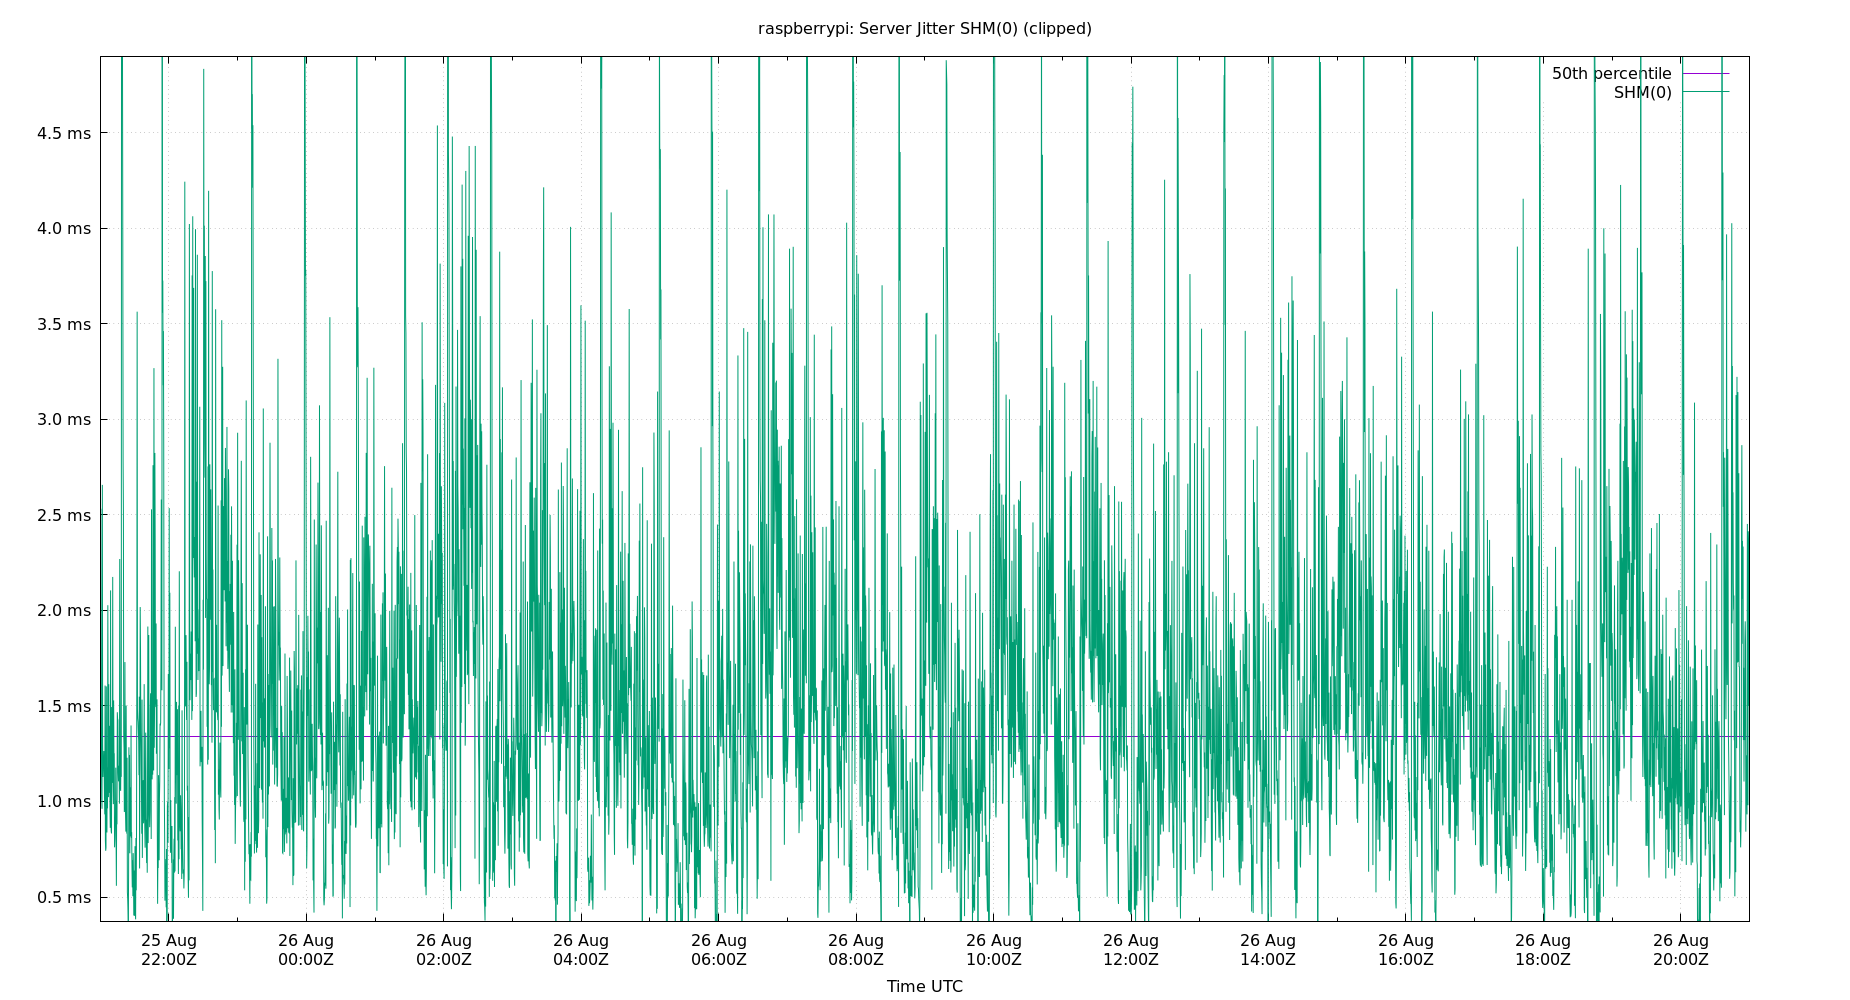 raspberrypi: Server Jitter SHM(0) (clipped)
50th percentile
SHM(0)
4.5 ms
4.0 ms
3.5 ms
3.0 ms
2.5 ms
2.0 ms
1.5 ms
1.0 ms
0.5 ms
25 Aug 26 Aug 26 Aug 26 Aug 26 Aug 26 Aug 26 Aug 26 Aug 26 Aug 26 Aug 26 Aug 26 Aug
22:00Z 00:00Z 02:00Z 04:00Z 06:00Z 08:00Z 10:00Z 12:00Z 14:00Z 16:00Z 18:00Z 20:00Z
Time UTC